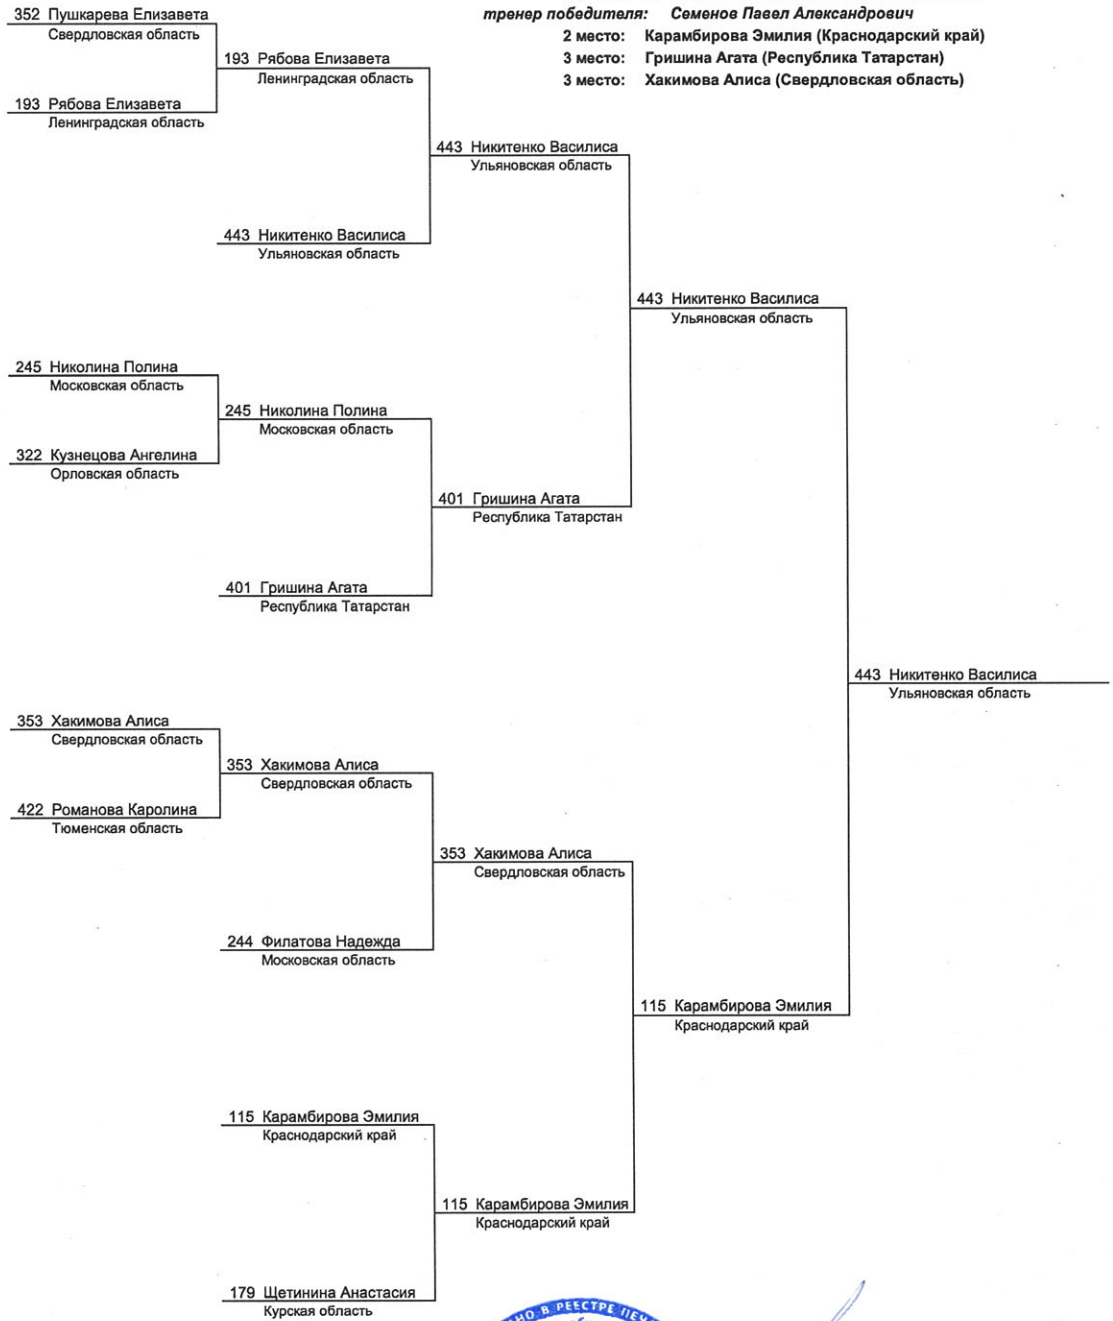 352 Пушкарева Елизавета
Свердловская область
тренер победителя: Семенов Павел Александрович
2 место: Карамбирова Эмилия (Краснодарский край)
3 место: Гришина Агата (Республика Татарстан)
3 место: Хакимова Алиса (Свердловская область)
193 Рябова Елизавета
Ленинградская область
193 Рябова Елизавета
Ленинградская область
443 Никитенко Василиса
Ульяновская область
443 Никитенко Василиса
Ульяновская область
443 Никитенко Василиса
Ульяновская область
245 Николина Полина
Московская область
245 Николина Полина
Московская область
322 Кузнецова Ангелина
Орловская область
401 Гришина Агата
Республика Татарстан
401 Гришина Агата
Республика Татарстан
443 Никитенко Василиса
Ульяновская область
353 Хакимова Алиса
Свердловская область
353 Хакимова Алиса
Свердловская область
422 Романова Каролина
Тюменская область
353 Хакимова Алиса
Свердловская область
244 Филатова Надежда
Московская область
115 Карамбирова Эмилия
Краснодарский край
115 Карамбирова Эмилия
Краснодарский край
115 Карамбирова Эмилия
Краснодарский край
179 Щетинина Анастасия
Курская область
В РЕЕСТРЕ